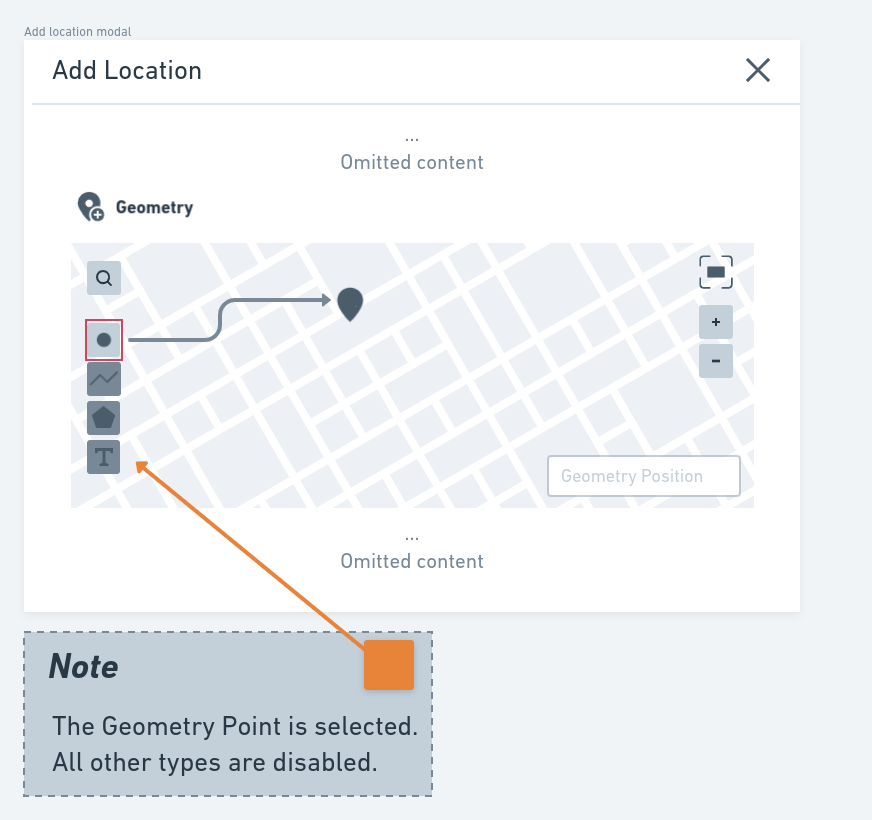 Add location modal
Add Location
...
Omitted content
Geometry
T
Geometry Position
...
Omitted content
Note
The Geometry Point is selected.
All other types are disabled.